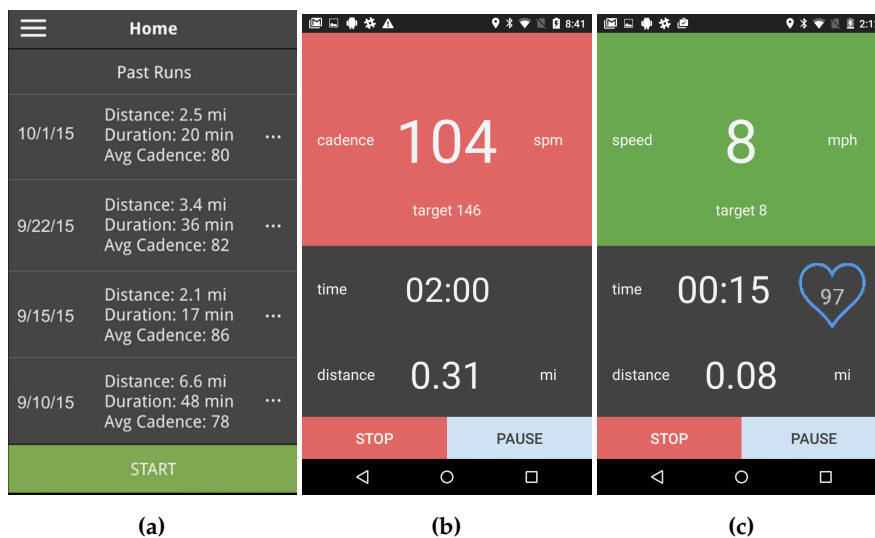 Home
Past Runs
10/1/15
Distance: 2.5 mi
Duration: 20 min
Avg Cadence: 80
...
9/22/15
Distance: 3.4 mi
Duration: 36 min
Avg Cadence: 82
...
9/15/15
Distance: 2.1 mi
Duration: 17 min
Avg Cadence: 86
...
9/10/15
Distance: 6.6 mi
Duration: 48 min
Avg Cadence: 78
...
START
(a)
8:41
cadence 104 spm
target 146
time 02:00
distance 0.31 mi
STOP PAUSE
(b)
speed 8 mph
target 8
time 00:15 97
distance 0.08 mi
STOP PAUSE
(c)